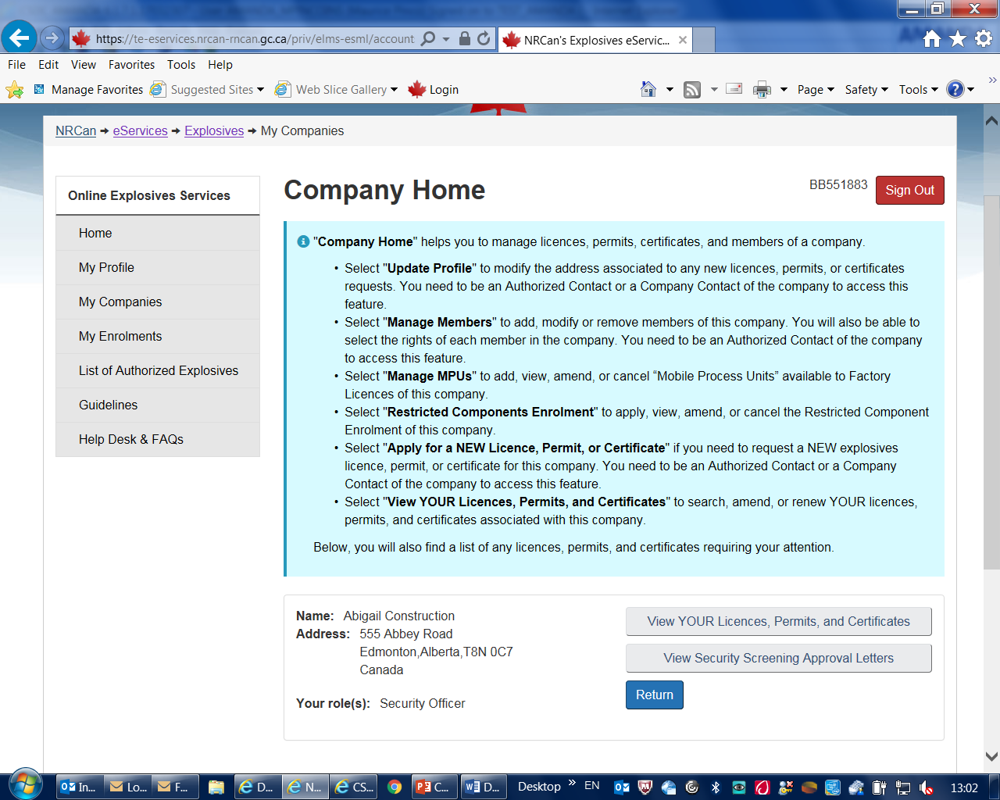 https://te-eservices.nrcan-rncan.gc.ca/priv/elms-esml/account
NRCan's Explosives eServic...
File Edit View Favorites Tools Help
Manage Favorites Suggested Sites Web Slice Gallery Login
Page Safety Tools
NRCan → eServices → Explosives → My Companies
Online Explosives Services
Home
My Profile
My Companies
My Enrolments
List of Authorized Explosives
Guidelines
Help Desk & FAQs
Company Home
BB551883 Sign Out
"Company Home" helps you to manage licences, permits, certificates, and members of a company.
• Select "Update Profile" to modify the address associated to any new licences, permits, or certificates
requests. You need to be an Authorized Contact or a Company Contact of the company to access this
feature.
• Select "Manage Members" to add, modify or remove members of this company. You will also be able to
select the rights of each member in the company. You need to be an Authorized Contact of the company
to access this feature.
• Select "Manage MPUs" to add, view, amend, or cancel “Mobile Process Units” available to Factory
Licences of this company.
• Select "Restricted Components Enrolment" to apply, view, amend, or cancel the Restricted Component
Enrolment of this company.
• Select "Apply for a NEW Licence, Permit, or Certificate" if you need to request a NEW explosives
licence, permit, or certificate for this company. You need to be an Authorized Contact or a Company
Contact of the company to access this feature.
• Select "View YOUR Licences, Permits, and Certificates" to search, amend, or renew YOUR licences,
permits, and certificates associated with this company.
Below, you will also find a list of any licences, permits, and certificates requiring your attention.
Name: Abigail Construction
Address: 555 Abbey Road
Edmonton,Alberta,T8N 0C7
Canada
Your role(s): Security Officer
View YOUR Licences, Permits, and Certificates
View Security Screening Approval Letters
Return
In... Lo... F... D... N... CS... C... D... Desktop » EN 13:02